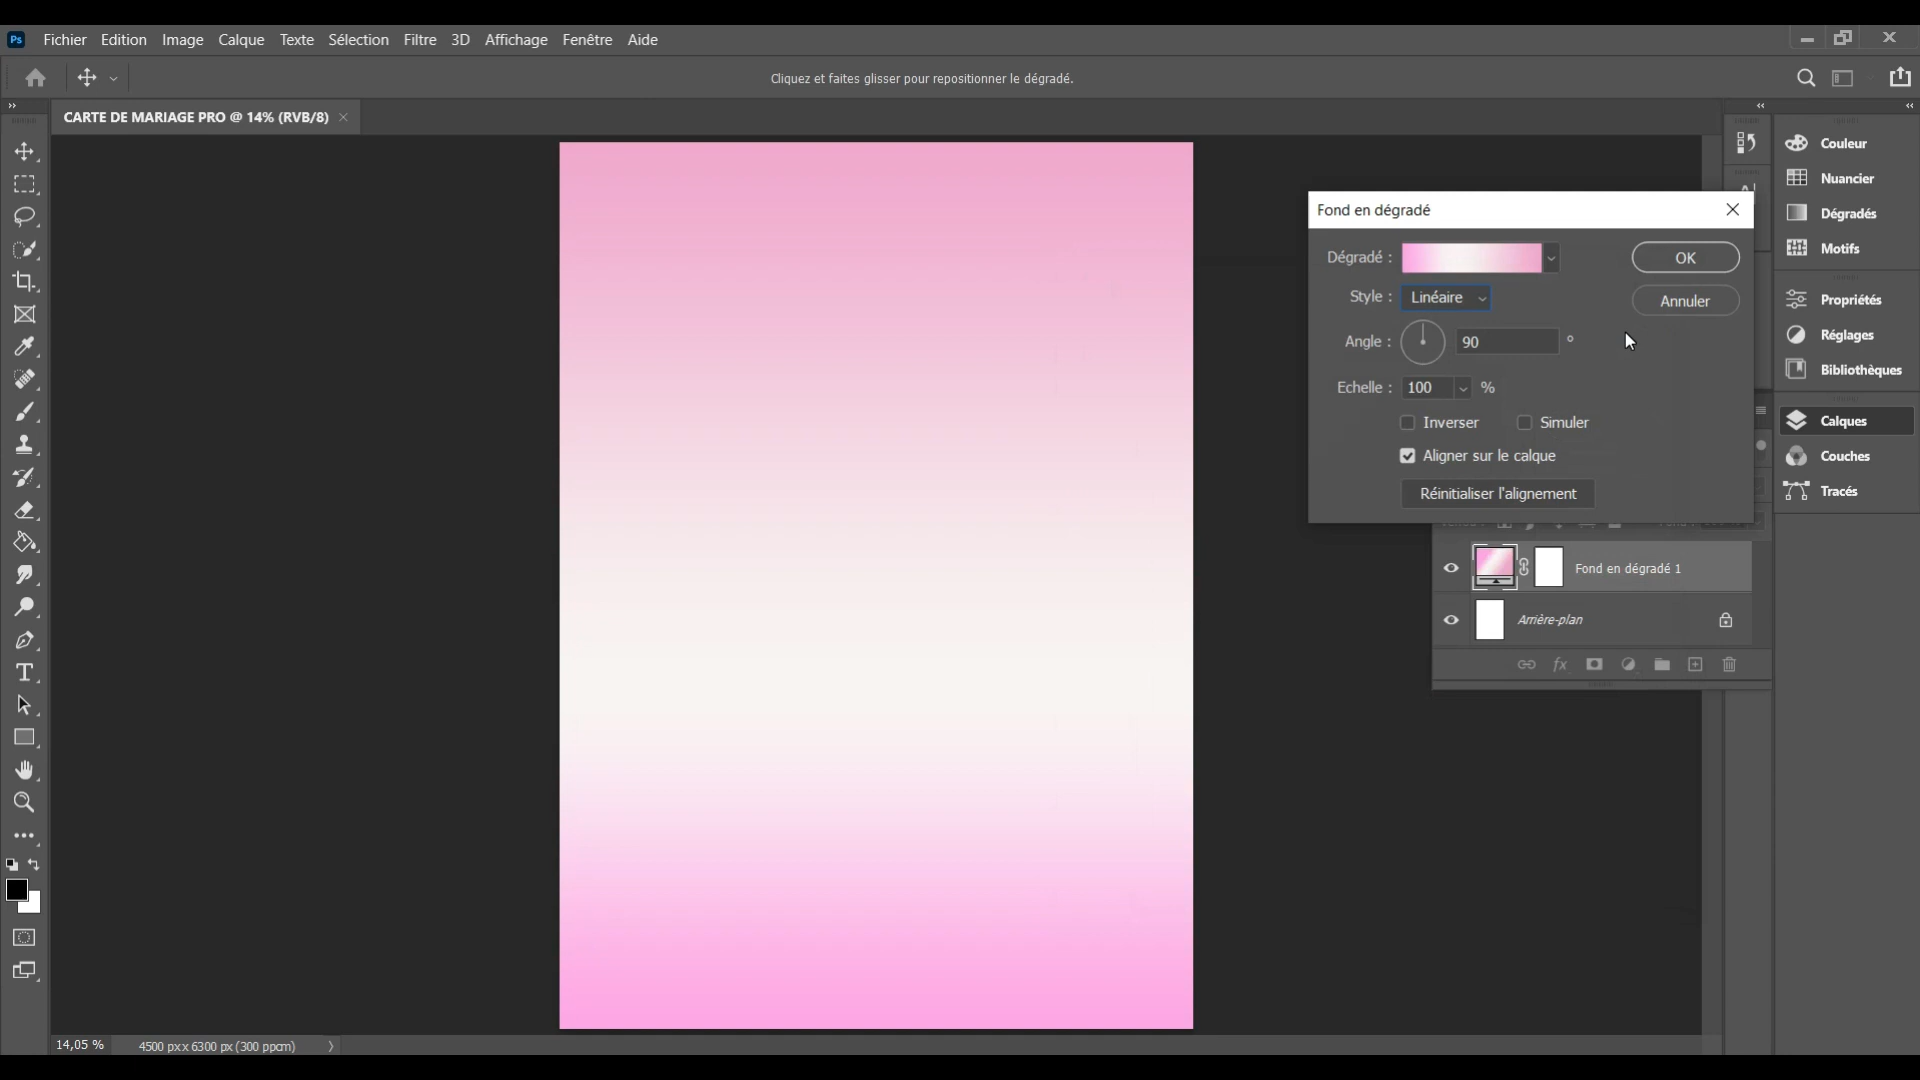 Ps Fichier Edition Image Calque Texte Sélection Filtre 3D Affichage Fenêtre Aide
Cliquez et faites glisser pour repositionner le dégradé.
CARTE DE MARIAGE PRO @ 14% (RVB/8)
Couleur
Nuancier
Dégradés
Motifs
Propriétés
Réglages
Bibliothèques
Calques
Couches
Tracés
Fond en dégradé
Dégradé :
OK
Style : Linéaire
Annuler
Angle : 90 °
Echelle : 100 %
Inverser Simuler
Aligner sur le calque
Réinitialiser l'alignement
Fond en dégradé 1
Arrière-plan
fx
14,05 % 4500 px x 6300 px (300 ppcm)